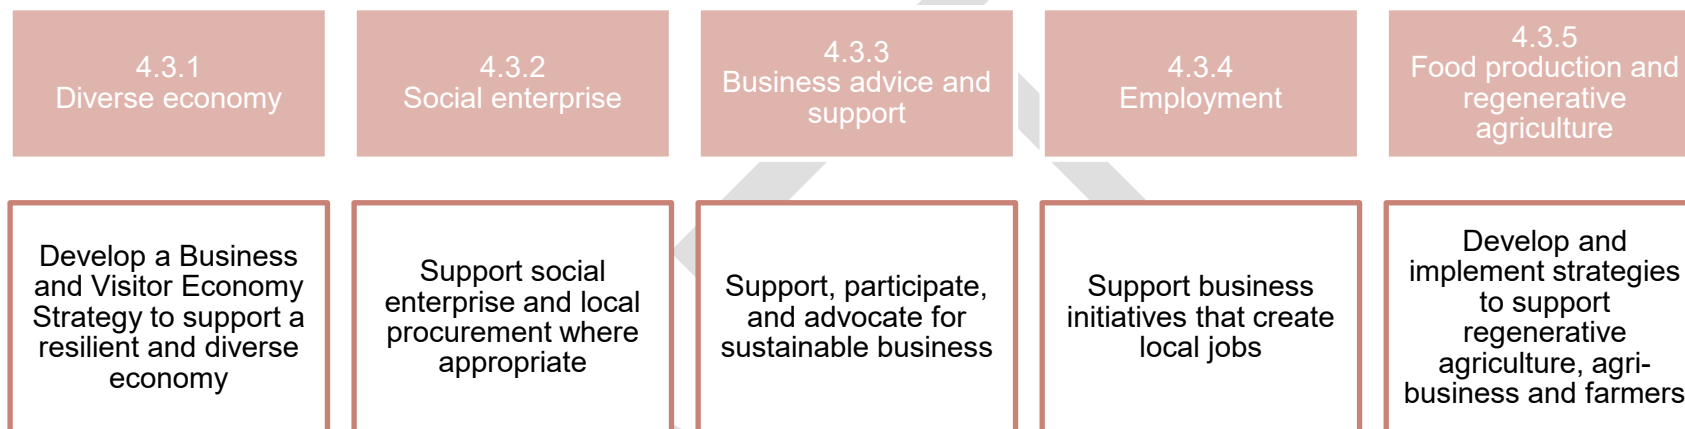 4.3.1
Diverse economy
4.3.2
Social enterprise
4.3.3
Business advice and
support
4.3.4
Employment
4.3.5
Food production and
regenerative
agriculture
Develop a Business
and Visitor Economy
Strategy to support a
resilient and diverse
economy
Support social
enterprise and local
procurement where
appropriate
Support, participate,
and advocate for
sustainable business
Support business
initiatives that create
local jobs
Develop and
implement strategies
to support
regenerative
agriculture, agri-
business and farmers